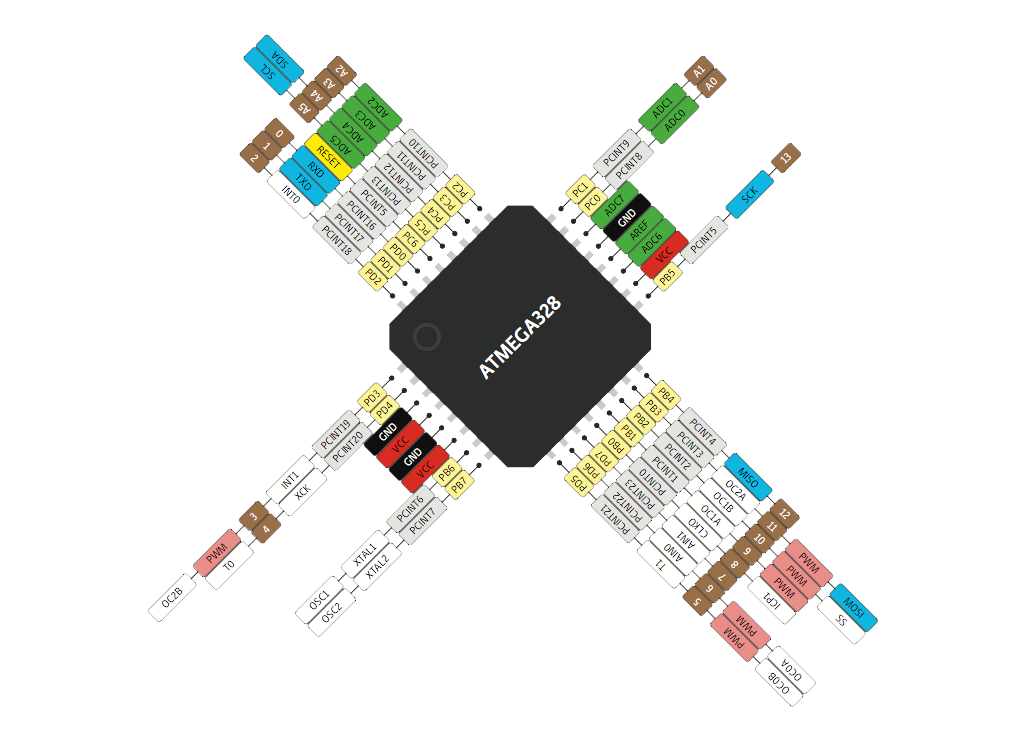 SDA
SCL
A2
A3
A4
A5
0
1
2
ADC2
ADC3
ADC4
ADC5
RESET
RXD
TXD
INT0
PCINT10
PCINT11
PCINT12
PCINT13
PCINT5
PCINT16
PCINT17
PCINT18
PC2
PC3
PC4
PC5
PC6
PD0
PD1
PD2
A1
A0
ADC1
ADC0
PCINT9
PCINT8
PC1
PC0
ADC7
GND
AREF
ADC6
VCC
PB5
PCINT5
SCK
13
ATMEGA328
PD3
PD4
GND
VCC
GND
VCC
PB6
PB7
PCINT19
PCINT20
INT1
XCK
3
4
PWM
T0
OC2B
PCINT6
PCINT7
XTAL1
XTAL2
OSC1
OSC2
PB4
PB3
PB2
PB1
PB0
PD7
PD6
PD5
PCINT4
PCINT3
PCINT2
PCINT1
PCINT0
PCINT23
PCINT22
PCINT21
MISO
OC2A
OC1B
OC1A
CLKO
AIN1
AIN0
T1
12
11
10
9
8
7
6
5
PWM
PWM
PWM
ICP1
MOSI
SS
PWM
PWM
OC0A
OC0B